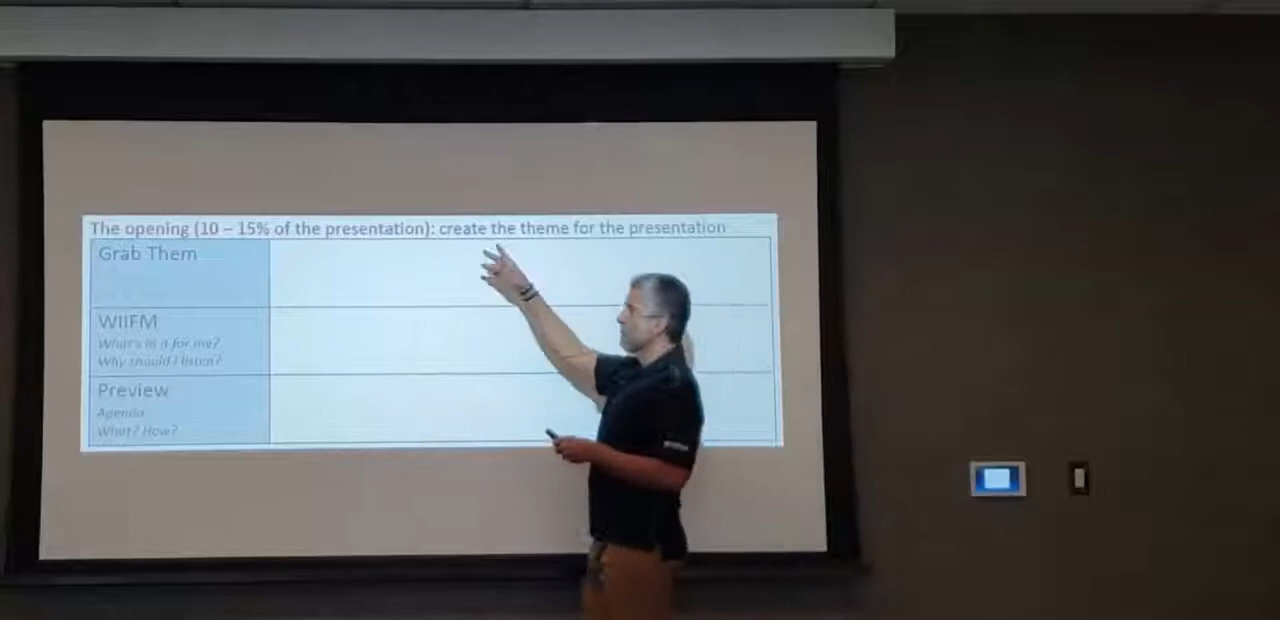 The opening (10 – 15% of the presentation): create the theme for the presentation
Grab Them
WIIFM
What's in it for me?
Why should I listen?
Preview
Agenda
What? How?